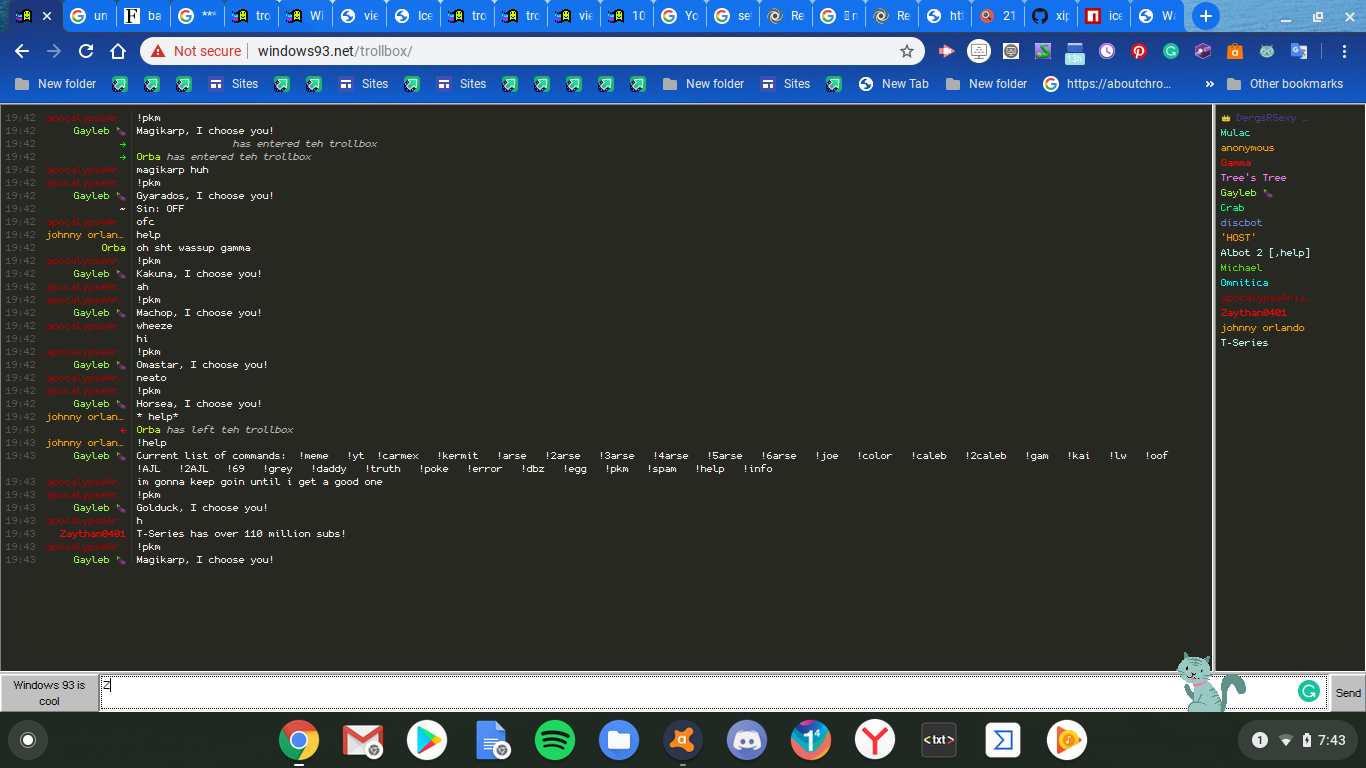 un
ba
***
tro
Wi
vie
Ice
tro
tro
vie
10
Yo
se
Re
n
Re
htt
21
xip
ice
Wa
Not secure windows93.net/trollbox/
New folder Sites Sites Sites New folder Sites New Tab New folder https://aboutchro... » Other bookmarks
13h
19:42 apocalypseAr… !pkm
19:42 Gayleb Magikarp, I choose you!
19:42 → has entered teh trollbox
19:42 → Orba has entered teh trollbox
19:42 apocalypseAr… magikarp huh
19:42 apocalypseAr… !pkm
19:42 Gayleb Gyarados, I choose you!
19:42 ~ Sin: OFF
19:42 apocalypseAr… ofc
19:42 johnny orlan… help
19:42 Orba oh sht wassup gamma
19:42 apocalypseAr… !pkm
19:42 Gayleb Kakuna, I choose you!
19:42 apocalypseAr… ah
19:42 apocalypseAr… !pkm
19:42 Gayleb Machop, I choose you!
19:42 apocalypseAr… wheeze
19:42 hi
19:42 apocalypseAr… !pkm
19:42 Gayleb Omastar, I choose you!
19:42 apocalypseAr… neato
19:42 apocalypseAr… !pkm
19:42 Gayleb Horsea, I choose you!
19:42 johnny orlan… * help*
19:43 ← Orba has left teh trollbox
19:43 johnny orlan… !help
19:43 Gayleb Current list of commands: !meme !yt !carmex !kermit !arse !2arse !3arse !4arse !5arse !6arse !joe !color !caleb !2caleb !gam !kai !lw !oof
!AJL !2AJL !69 !grey !daddy !truth !poke !error !dbz !egg !pkm !spam !help !info
19:43 apocalypseAr… im gonna keep goin until i get a good one
19:43 apocalypseAr… !pkm
19:43 Gayleb Golduck, I choose you!
19:43 apocalypseAr… h
19:43 Zaythan0401 T-Series has over 110 million subs!
19:43 apocalypseAr… !pkm
19:43 Gayleb Magikarp, I choose you!
DergsRSexy …
Mulac
anonymous
Gamma
Tree's Tree
Gayleb
Crab
discbot
'HOST'
Albot 2 [,help]
Michael
Omnitica
apocalypseAria…
Zaythan0401
johnny orlando
T-Series
Windows 93 is
cool
Z
Send
<txt>
1 7:43